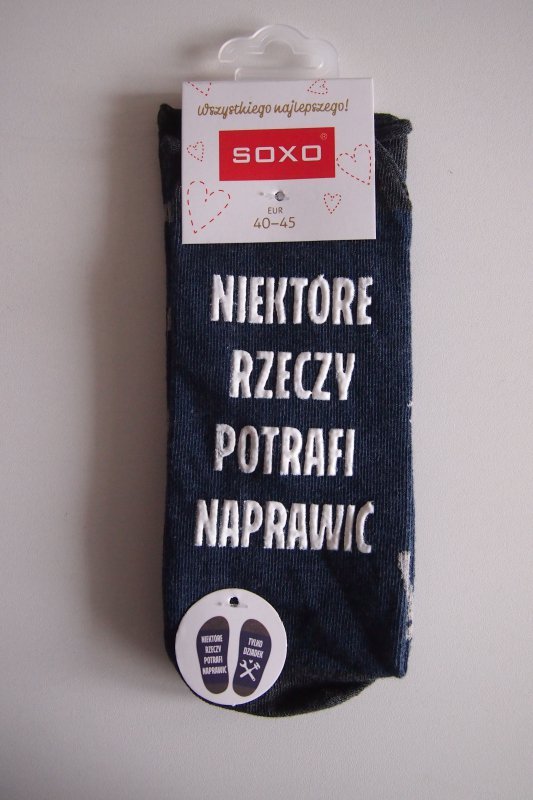 Wszystkiego najlepszego!
SOXO®
EUR
40–45
NIEKTÓRE
RZECZY
POTRAFI
NAPRAWIĆ
NIEKTÓRE
RZECZY
POTRAFI
NAPRAWIĆ
TYLKO
DZIADEK